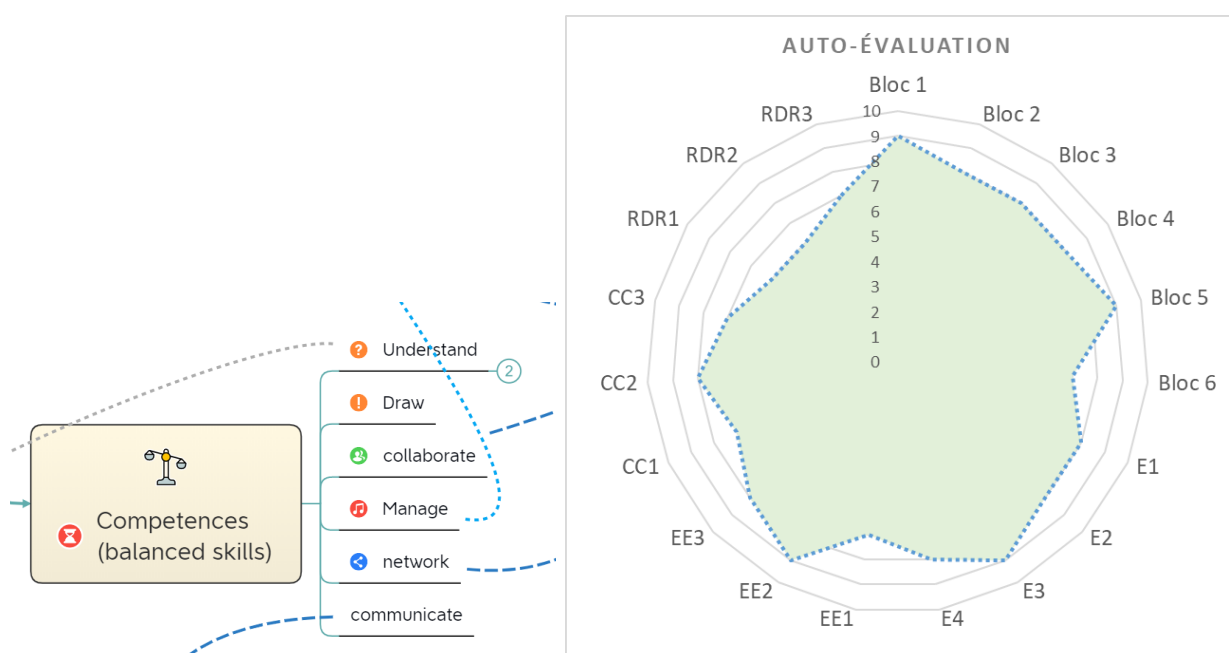 Understand
2
Draw
collaborate
Competences
(balanced skills)
Manage
network
communicate
AUTO-ÉVALUATION
Bloc 1
Bloc 2
Bloc 3
Bloc 4
Bloc 5
Bloc 6
E1
E2
E3
E4
EE1
EE2
EE3
CC1
CC2
CC3
RDR1
RDR2
RDR3
10
9
8
7
6
5
4
3
2
1
0